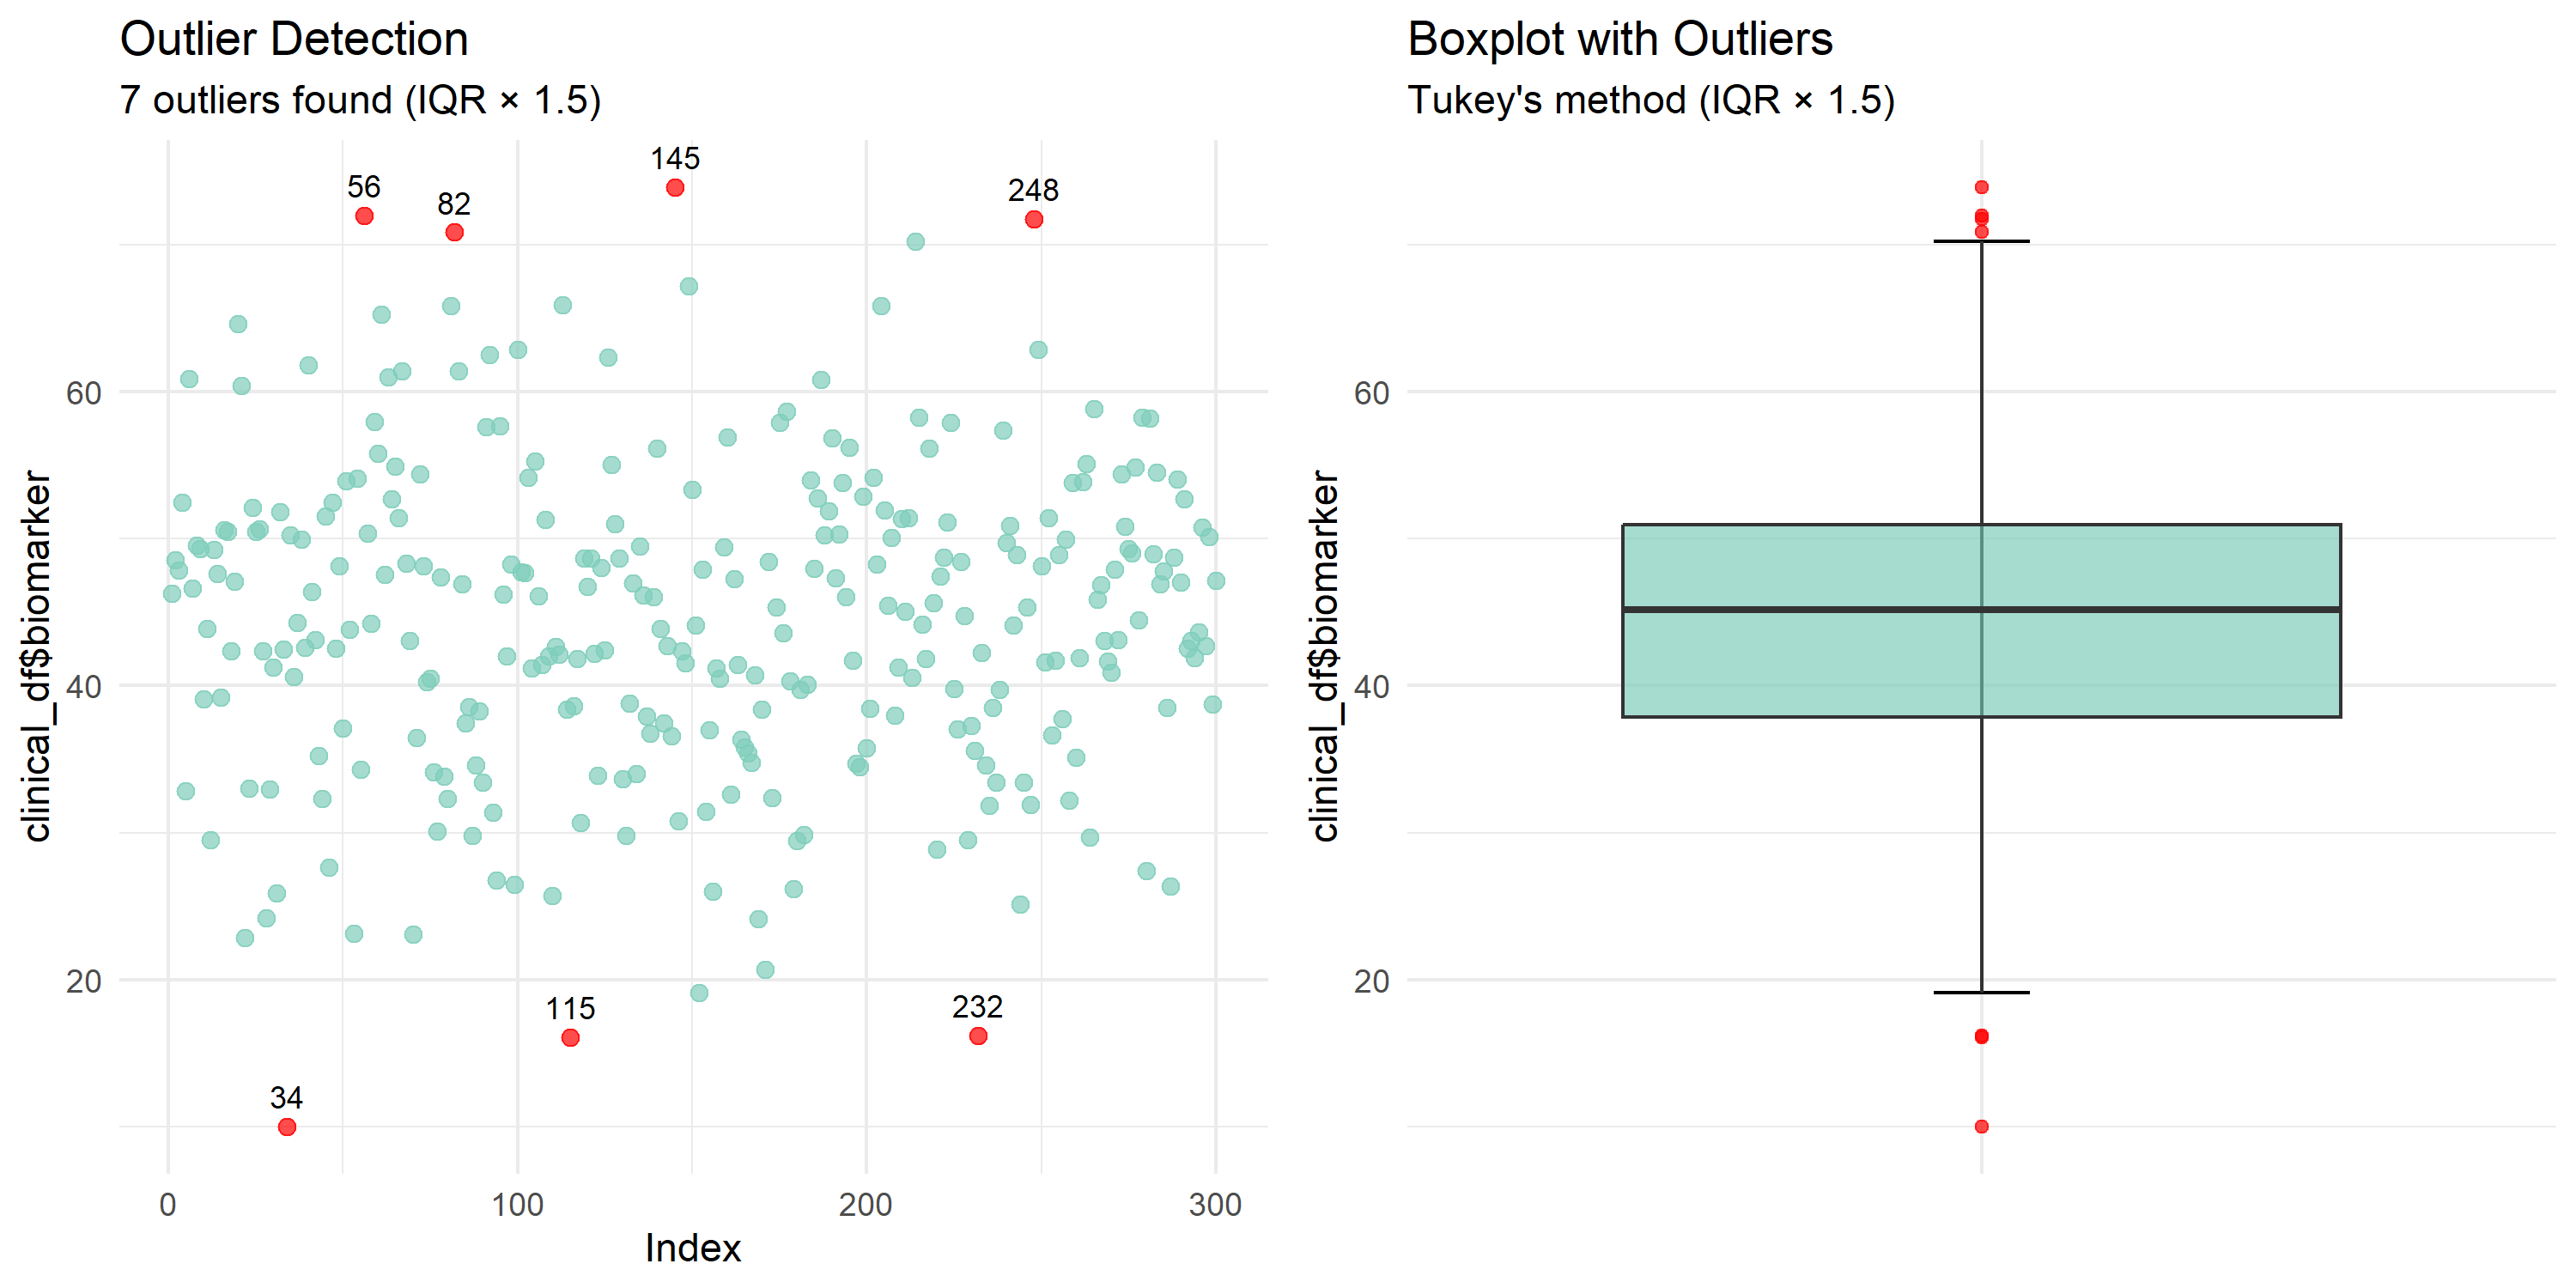 Outlier Detection
7 outliers found (IQR × 1.5)
145
56
248
82
60
40
20
115
232
34
0 100 200 300
Index
clinical_df$biomarker
Boxplot with Outliers
Tukey's method (IQR × 1.5)
60
40
20
clinical_df$biomarker